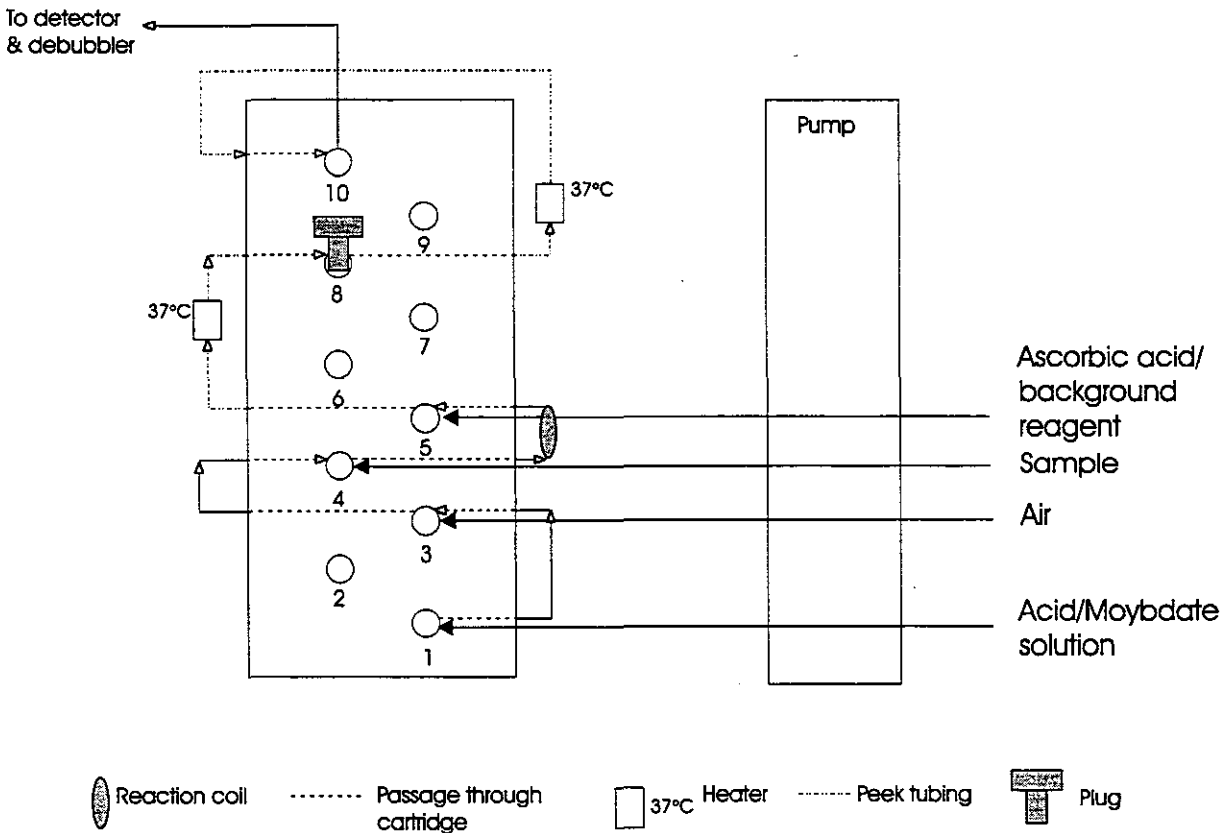 To detector
& debubbler
Pump
10
37°C
9
8
37°C
7
6
Ascorbic acid/
background
reagent
5
Sample
4
Air
3
2
Acid/Moybdate
solution
1
Reaction coil
Passage through
cartridge
37°C Heater
Peek tubing
Plug